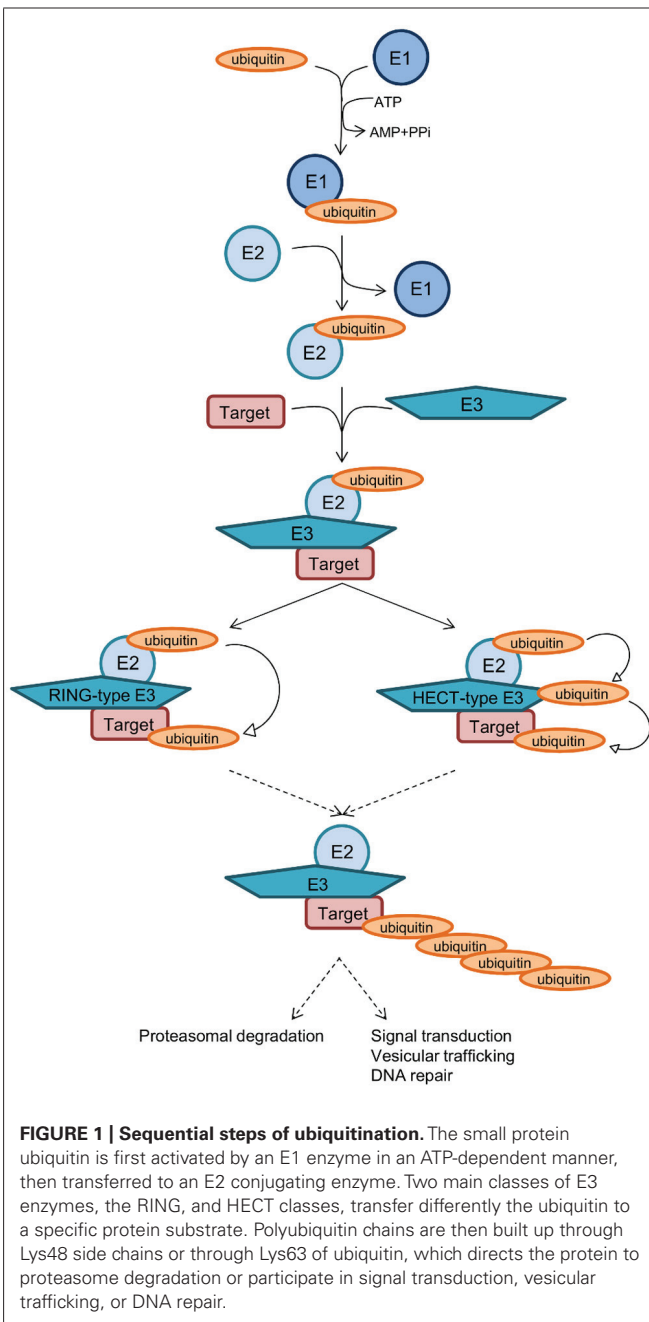 ubiquitin
E1
ATP
AMP+PPi
E1
ubiquitin
E2
E1
ubiquitin
E2
Target
E3
ubiquitin
E2
E3
Target
ubiquitin
E2
RING-type E3
Target
ubiquitin
ubiquitin
E2
HECT-type E3
ubiquitin
Target
ubiquitin
E2
E3
Target
ubiquitin
ubiquitin
ubiquitin
ubiquitin
Proteasomal degradation
Signal transduction
Vesicular trafficking
DNA repair
FIGURE 1 | Sequential steps of ubiquitination. The small protein
ubiquitin is first activated by an E1 enzyme in an ATP-dependent manner,
then transferred to an E2 conjugating enzyme. Two main classes of E3
enzymes, the RING, and HECT classes, transfer differently the ubiquitin to
a specific protein substrate. Polyubiquitin chains are then built up through
Lys48 side chains or through Lys63 of ubiquitin, which directs the protein to
proteasome degradation or participate in signal transduction, vesicular
trafficking, or DNA repair.